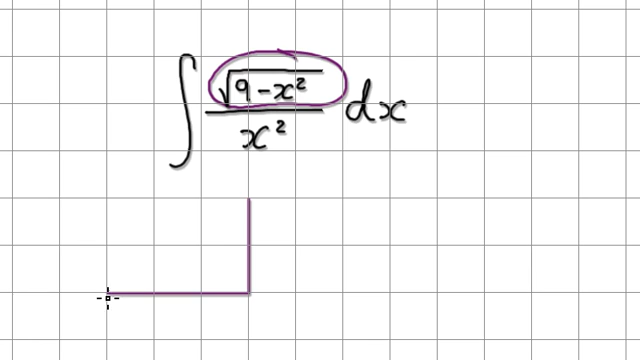 ∫ √(9 - x²) / x² dx